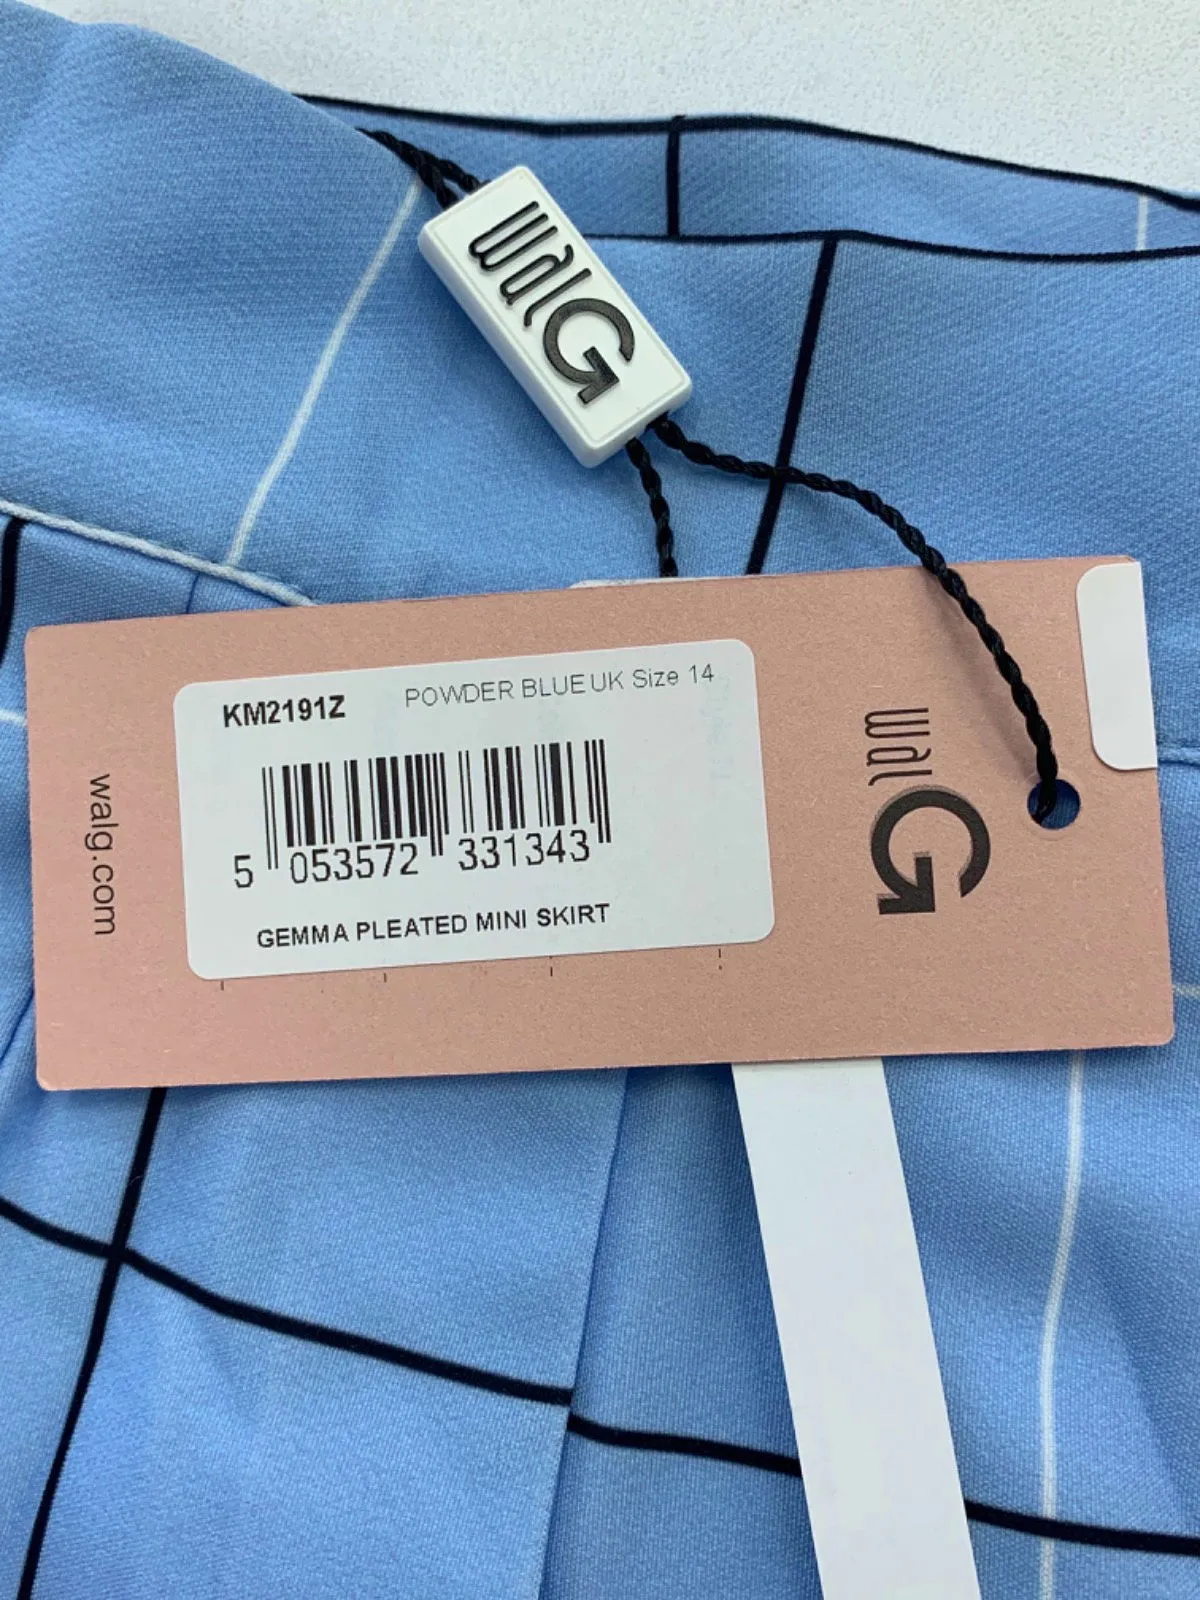 walG
KM2191Z POWDER BLUE UK Size 14
5 053572 331343
GEMMA PLEATED MINI SKIRT
walg.com
walG